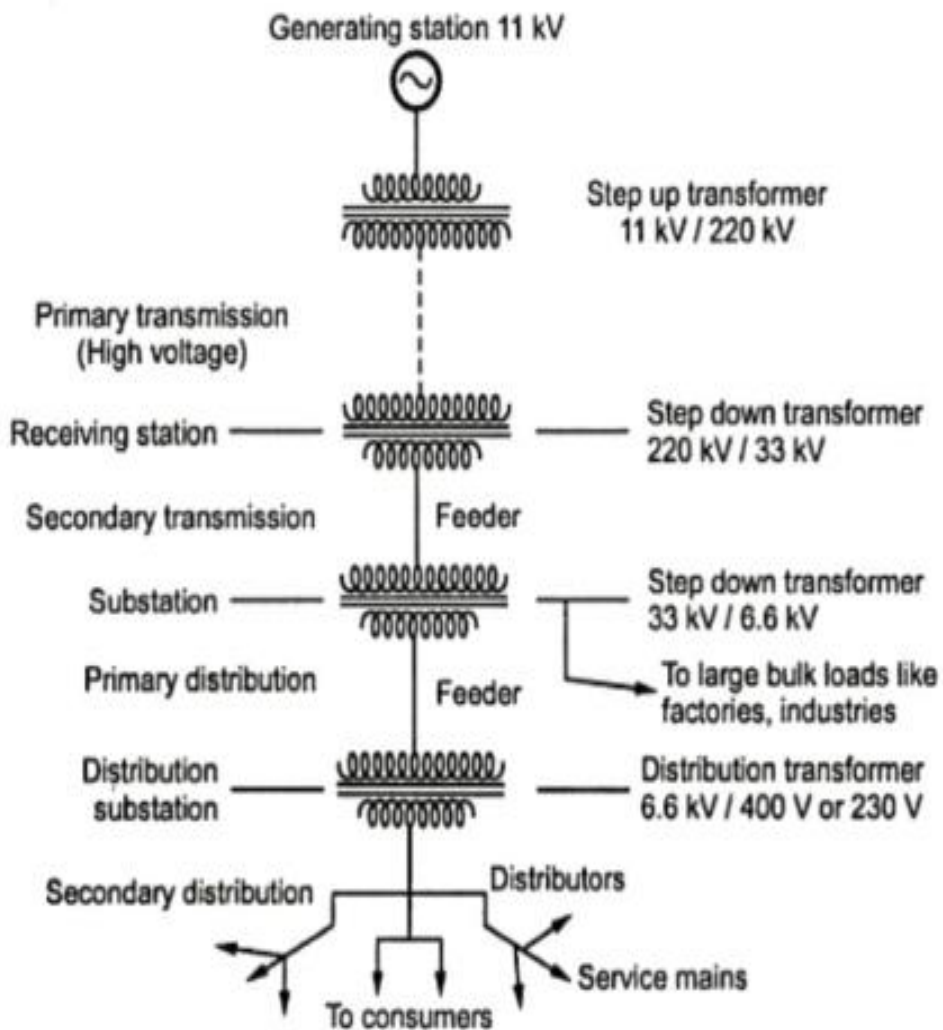 Generating station 11 kV
Step up transformer
11 kV / 220 kV
Primary transmission
(High voltage)
Receiving station
Step down transformer
220 kV / 33 kV
Secondary transmission
Feeder
Substation
Step down transformer
33 kV / 6.6 kV
Primary distribution
Feeder
To large bulk loads like
factories, industries
Distribution
substation
Distribution transformer
6.6 kV / 400 V or 230 V
Secondary distribution
Distributors
Service mains
To consumers